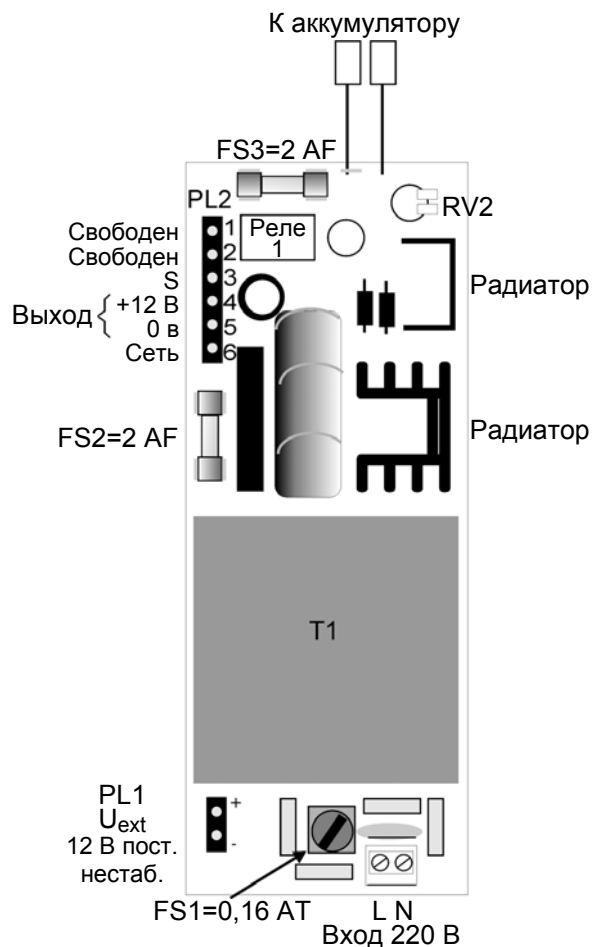 К аккумулятору
FS3=2 AF
PL2
RV2
Свободен 1
Реле 1
Свободен 2
S 3
Выход { +12 В 4
0 в 5
Сеть 6
Радиатор
FS2=2 AF
Радиатор
T1
PL1
Uext
12 В пост.
нестаб.
+
-
FS1=0,16 AT
L N
Вход 220 В